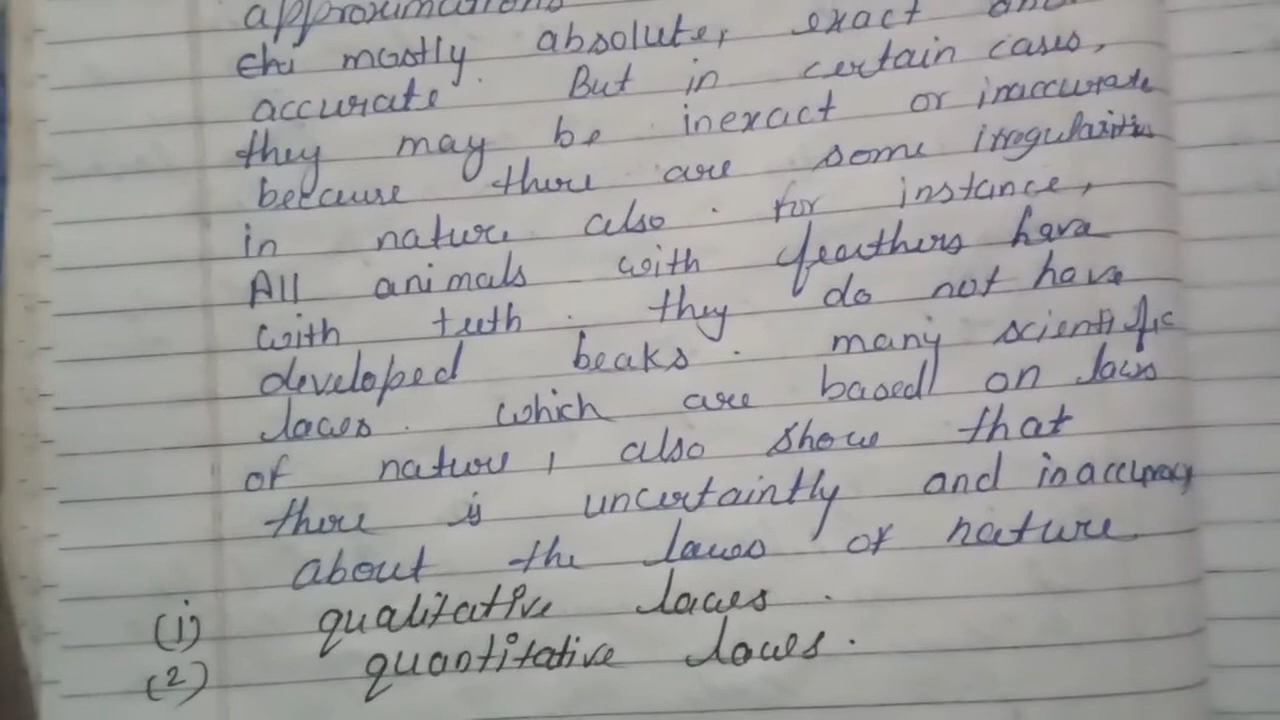 approximations
the mostly absolute, exact and
accurate. But in certain cases,
they may be inexact or inaccurate
because there are some irregularities
in nature also. for instance,
All animals with feathers have
with teeth. they do not have
developed beaks. many scientific
laws. which are based on laws
of nature, also show that
there is uncertaintly and inaccuracy
about the laws of nature.
(i) qualitative laws.
(2) quantitative laws.